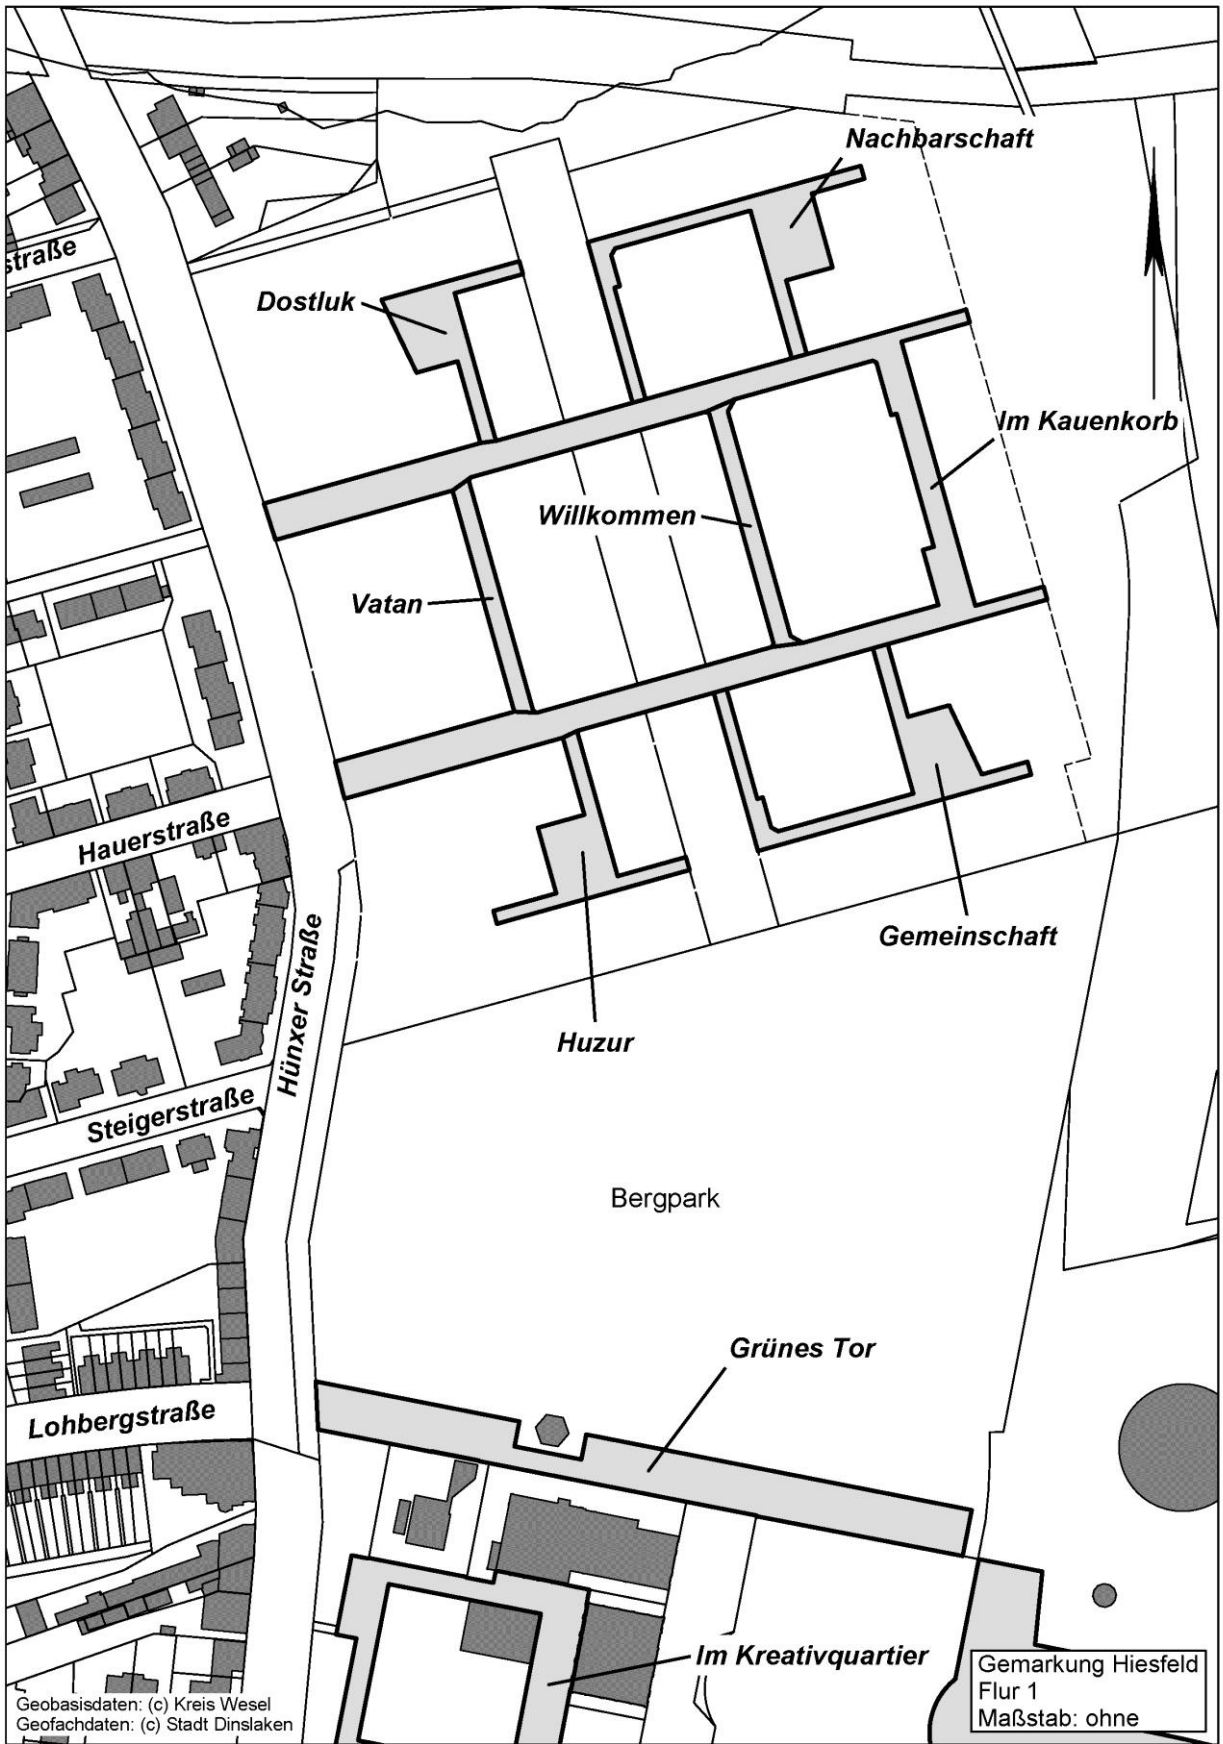 Nachbarschaft
straße
Dostluk
Im Kauenkorb
Willkommen
Vatan
Hauerstraße
Hünxer Straße
Gemeinschaft
Huzur
Steigerstraße
Bergpark
Grünes Tor
Lohbergstraße
Im Kreativquartier
Gemarkung Hiesfeld
Flur 1
Maßstab: ohne
Geobasisdaten: (c) Kreis Wesel
Geofachdaten: (c) Stadt Dinslaken